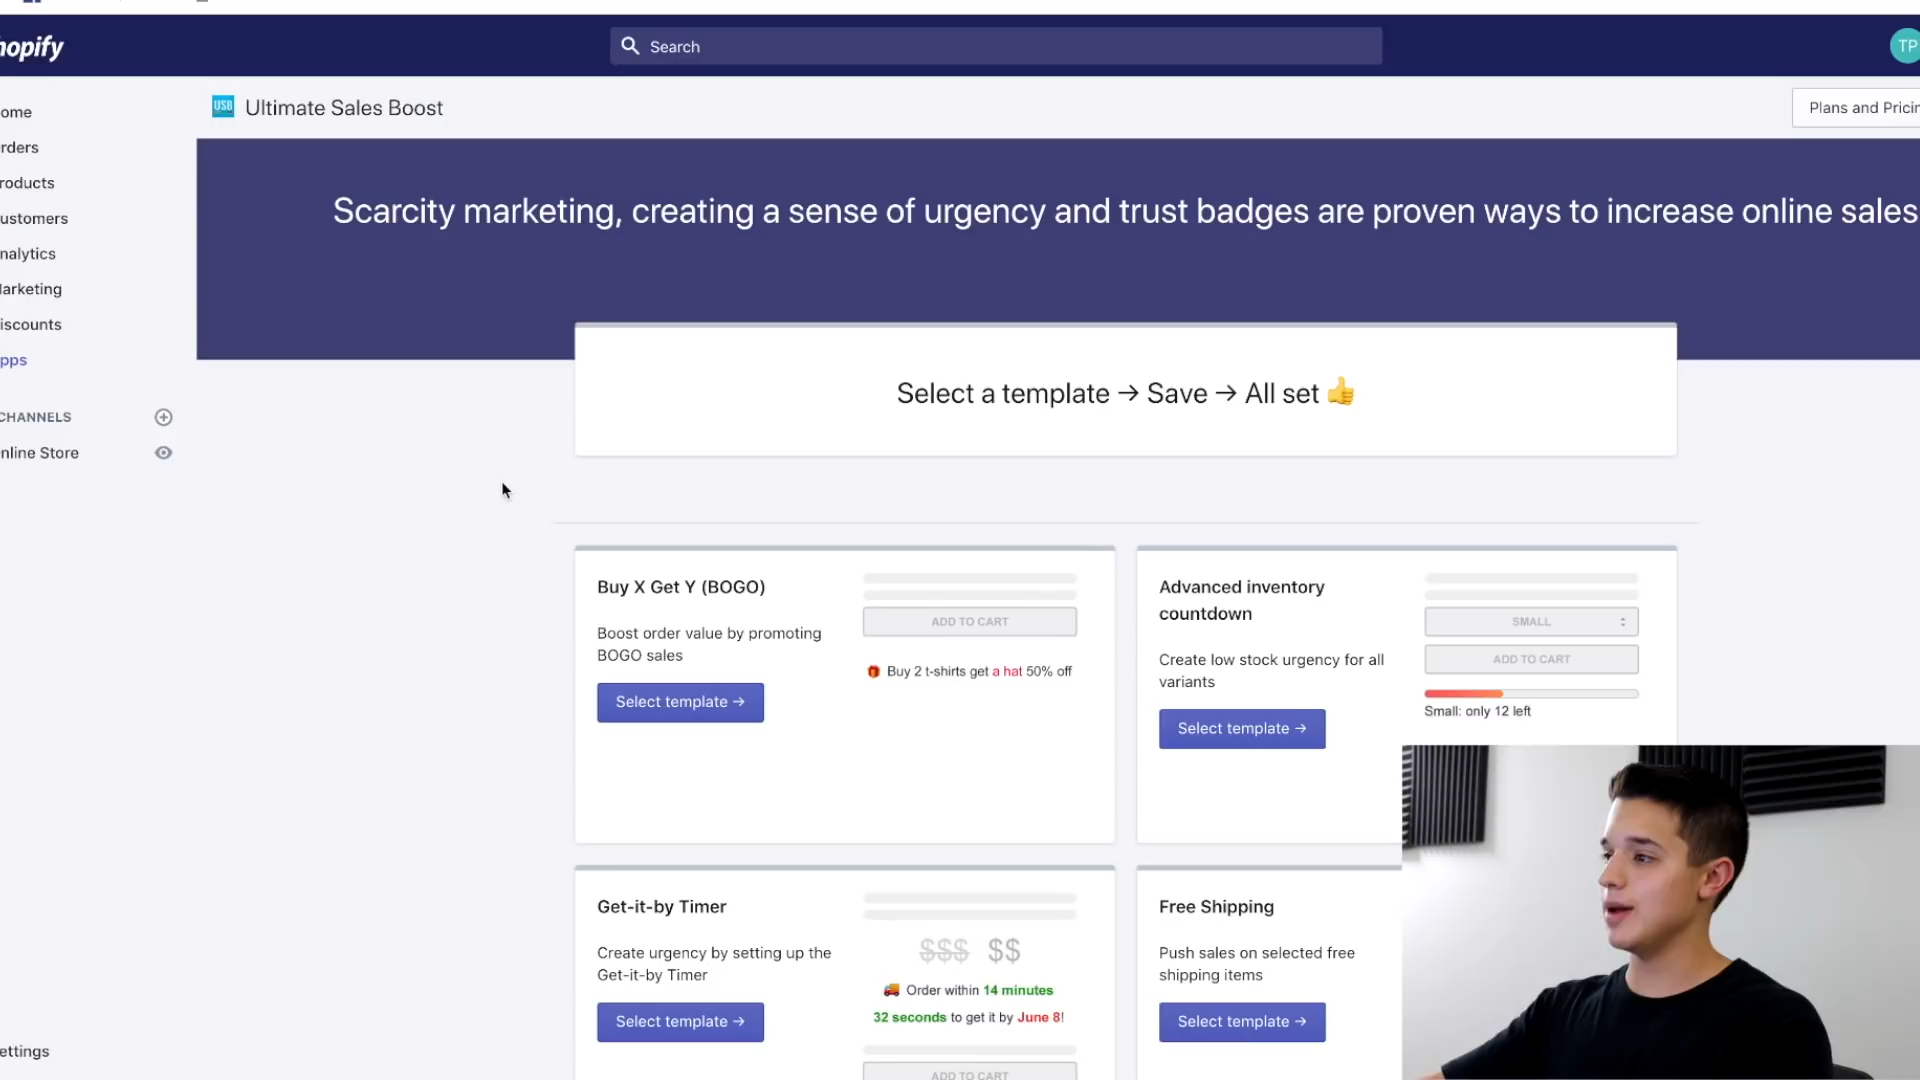 hopify
Search
TP
ome
rders
roducts
ustomers
nalytics
arketing
iscounts
pps
CHANNELS
nline Store
ettings
USB Ultimate Sales Boost
Plans and Pricin
Scarcity marketing, creating a sense of urgency and trust badges are proven ways to increase online sales
Select a template → Save → All set 👍
Buy X Get Y (BOGO)
Boost order value by promoting
BOGO sales
Select template →
ADD TO CART
🎁 Buy 2 t-shirts get a hat 50% off
Advanced inventory
countdown
Create low stock urgency for all
variants
Select template →
SMALL
ADD TO CART
Small: only 12 left
Get-it-by Timer
Create urgency by setting up the
Get-it-by Timer
Select template →
$$$ $$
🚚 Order within 14 minutes
32 seconds to get it by June 8!
ADD TO CART
Free Shipping
Push sales on selected free
shipping items
Select template →